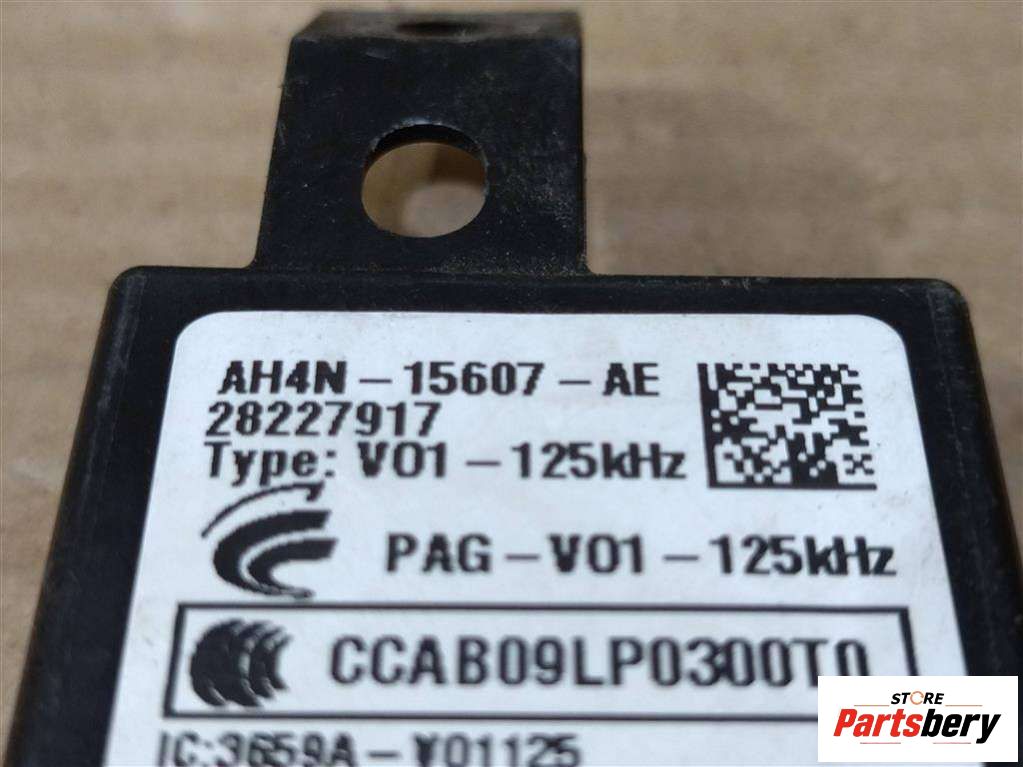 AH4N-15607-AE
28227917
Type: V01-125kHz
PAG-V01-125kHz
CCAB09LP0300T0
IC:3659A-V01125
STORE
Partsbery